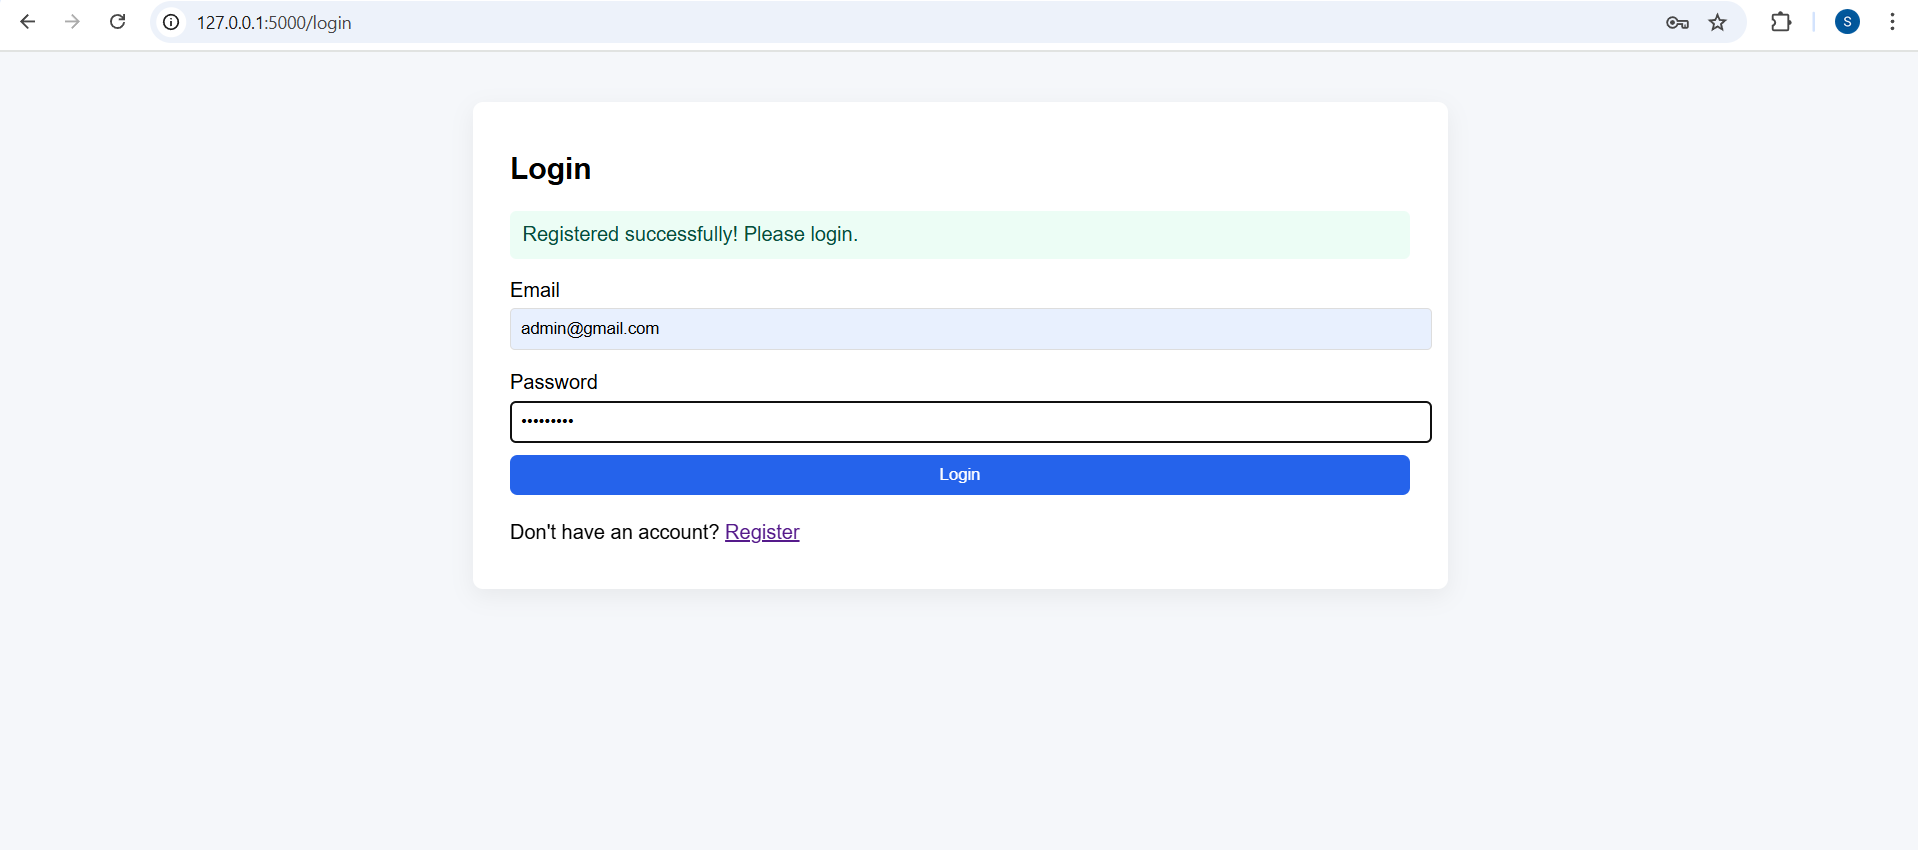 127.0.0.1:5000/login
S
Login
Registered successfully! Please login.
Email
admin@gmail.com
Password
•••••••••
Login
Don't have an account? Register